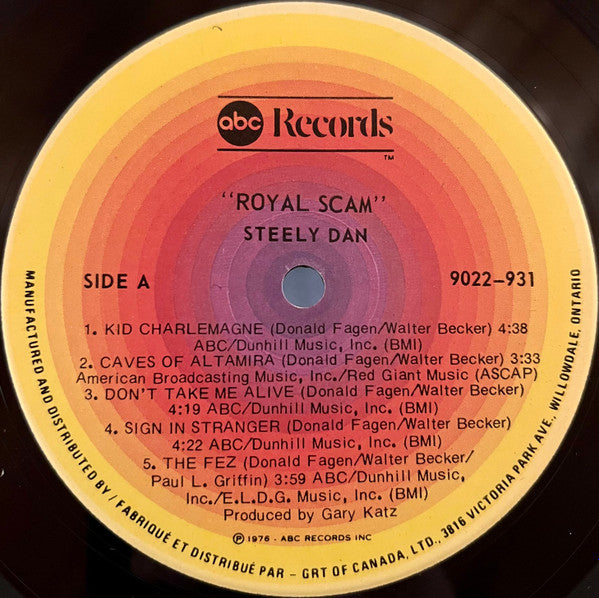 abc Records
TM
"ROYAL SCAM"
STEELY DAN
SIDE A
9022-931
1. KID CHARLEMAGNE (Donald Fagen/Walter Becker) 4:38
ABC/Dunhill Music, Inc. (BMI)
2. CAVES OF ALTAMIRA (Donald Fagen/Walter Becker) 3:33
American Broadcasting Music, Inc./Red Giant Music (ASCAP)
3. DON'T TAKE ME ALIVE (Donald Fagen/Walter Becker)
4:19 ABC/Dunhill Music, Inc. (BMI)
4. SIGN IN STRANGER (Donald Fagen/Walter Becker)
4:22 ABC/Dunhill Music, Inc. (BMI)
5. THE FEZ (Donald Fagen/Walter Becker/
Paul L. Griffin) 3:59 ABC/Dunhill Music,
Inc./E.L.D.G. Music, Inc. (BMI)
Produced by Gary Katz
℗ 1976 - ABC RECORDS INC
MANUFACTURED AND DISTRIBUTED BY / FABRIQUÉ ET DISTRIBUÉ PAR - GRT OF CANADA, LTD., 3816 VICTORIA PARK AVE., WILLOWDALE, ONTARIO